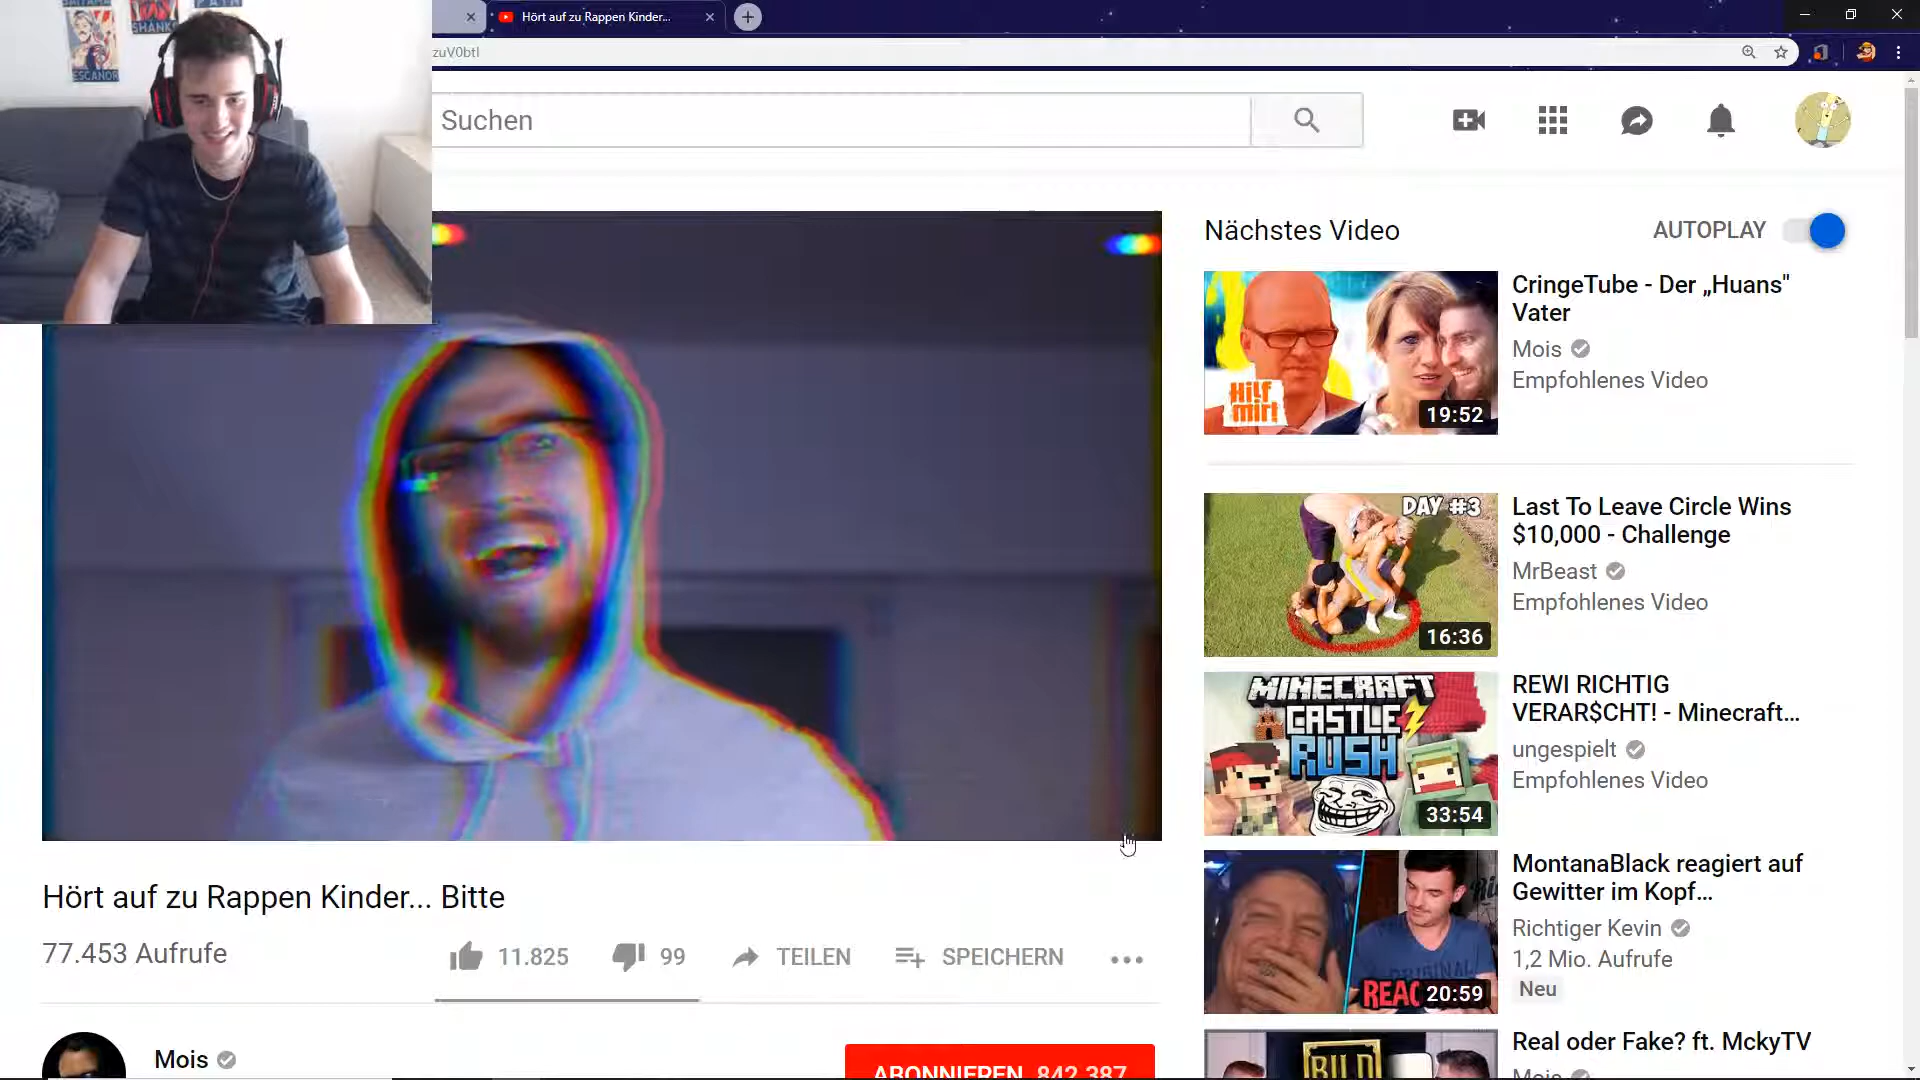 SHANKS
ESCANOR
Hört auf zu Rappen Kinder...
zuV0btI
Suchen
Nächstes Video
AUTOPLAY
Hilf mir!
19:52
CringeTube - Der „Huans"
Vater
Mois
Empfohlenes Video
DAY #3
16:36
Last To Leave Circle Wins
$10,000 - Challenge
MrBeast
Empfohlenes Video
MINECRAFT
CASTLE
RUSH
33:54
REWI RICHTIG
VERAR$CHT! - Minecraft...
ungespielt
Empfohlenes Video
REAC
20:59
MontanaBlack reagiert auf
Gewitter im Kopf...
Richtiger Kevin
1,2 Mio. Aufrufe
Neu
BILD
Real oder Fake? ft. MckyTV
Mois
Hört auf zu Rappen Kinder... Bitte
77.453 Aufrufe
11.825
99
TEILEN
SPEICHERN
Mois
ABONNIEREN 842.387